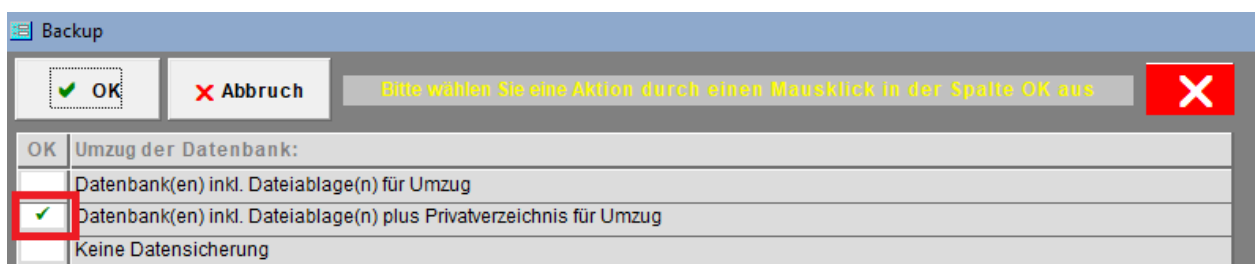 Backup
OK
Abbruch
Bitte wählen Sie eine Aktion durch einen Mausklick in der Spalte OK aus
OK Umzug der Datenbank:
Datenbank(en) inkl. Dateiablage(n) für Umzug
Datenbank(en) inkl. Dateiablage(n) plus Privatverzeichnis für Umzug
Keine Datensicherung